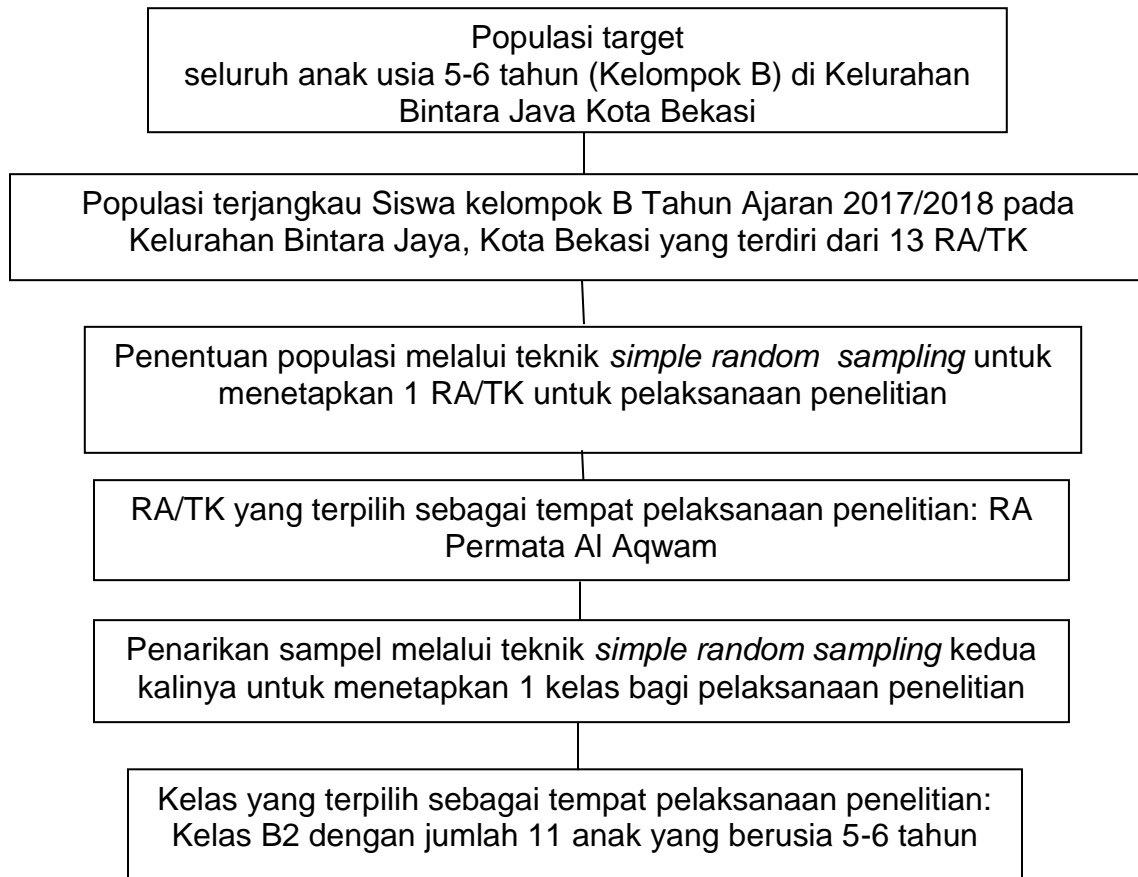 Populasi target
seluruh anak usia 5-6 tahun (Kelompok B) di Kelurahan
Bintara Java Kota Bekasi
Populasi terjangkau Siswa kelompok B Tahun Ajaran 2017/2018 pada
Kelurahan Bintara Jaya, Kota Bekasi yang terdiri dari 13 RA/TK
Penentuan populasi melalui teknik simple random sampling untuk
menetapkan 1 RA/TK untuk pelaksanaan penelitian
RA/TK yang terpilih sebagai tempat pelaksanaan penelitian: RA
Permata Al Aqwam
Penarikan sampel melalui teknik simple random sampling kedua
kalinya untuk menetapkan 1 kelas bagi pelaksanaan penelitian
Kelas yang terpilih sebagai tempat pelaksanaan penelitian:
Kelas B2 dengan jumlah 11 anak yang berusia 5-6 tahun